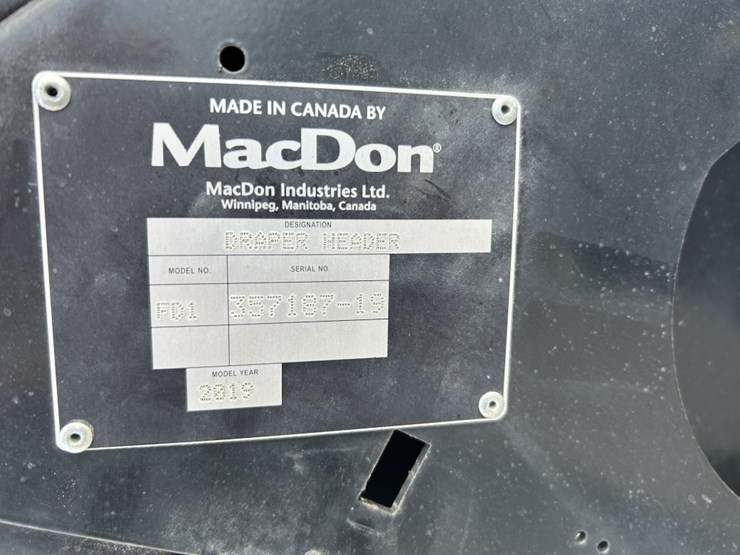 MADE IN CANADA BY
MacDon®
MacDon Industries Ltd.
Winnipeg, Manitoba, Canada
DESIGNATION
DRAPER HEADER
MODEL NO. SERIAL NO.
FD1 357187-19
MODEL YEAR
2019